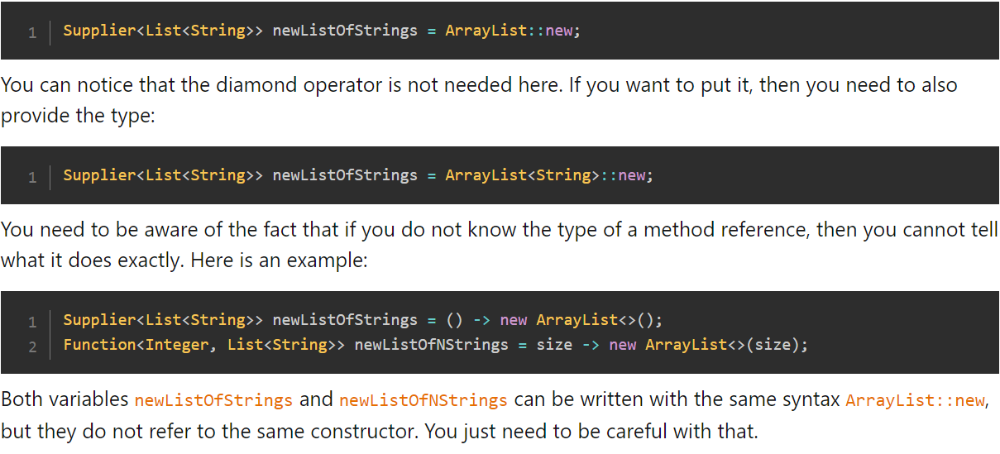 1 Supplier<List<String>> newListOfStrings = ArrayList::new;
You can notice that the diamond operator is not needed here. If you want to put it, then you need to also
provide the type:
1 Supplier<List<String>> newListOfStrings = ArrayList<String>::new;
You need to be aware of the fact that if you do not know the type of a method reference, then you cannot tell
what it does exactly. Here is an example:
1 Supplier<List<String>> newListOfStrings = () -> new ArrayList<>();
2 Function<Integer, List<String>> newListOfNStrings = size -> new ArrayList<>(size);
Both variables newListOfStrings and newListOfNStrings can be written with the same syntax ArrayList::new,
but they do not refer to the same constructor. You just need to be careful with that.